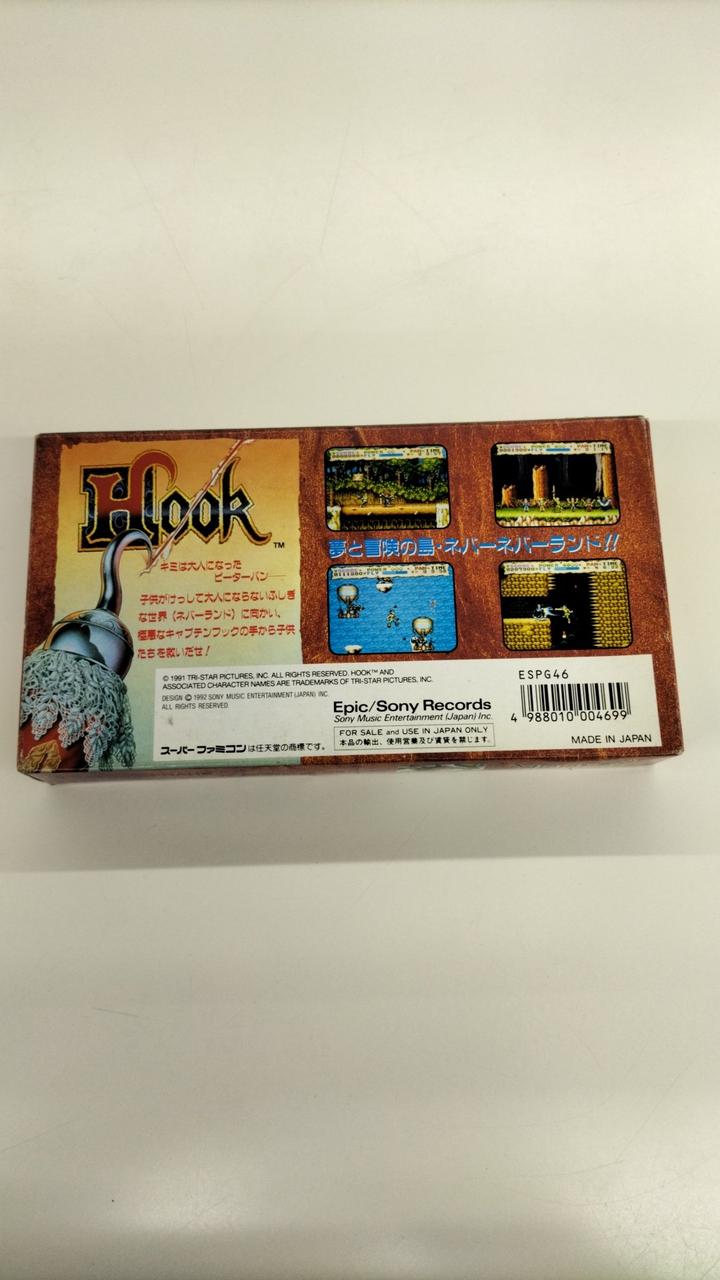 Hook™
キミは大人になった
ピーターパン
子供がけっして大人にならないふしぎ
な世界（ネバーランド）に向かい、
極悪なキャプテンフックの手から子供
たちを救いだせ！
夢と冒険の島・ネバーネバーランド!!
© 1991 TRI-STAR PICTURES, INC. ALL RIGHTS RESERVED. HOOK™ AND
ASSOCIATED CHARACTER NAMES ARE TRADEMARKS OF TRI-STAR PICTURES, INC.
DESIGN © 1992 SONY MUSIC ENTERTAINMENT (JAPAN) INC.
ALL RIGHTS RESERVED.
スーパーファミコンは任天堂の商標です。
Epic/Sony Records
Sony Music Entertainment (Japan) Inc.
FOR SALE and USE IN JAPAN ONLY
本品の輸出、使用営業及び賃貸を禁じます。
ESPG46
4 988010 004699
MADE IN JAPAN